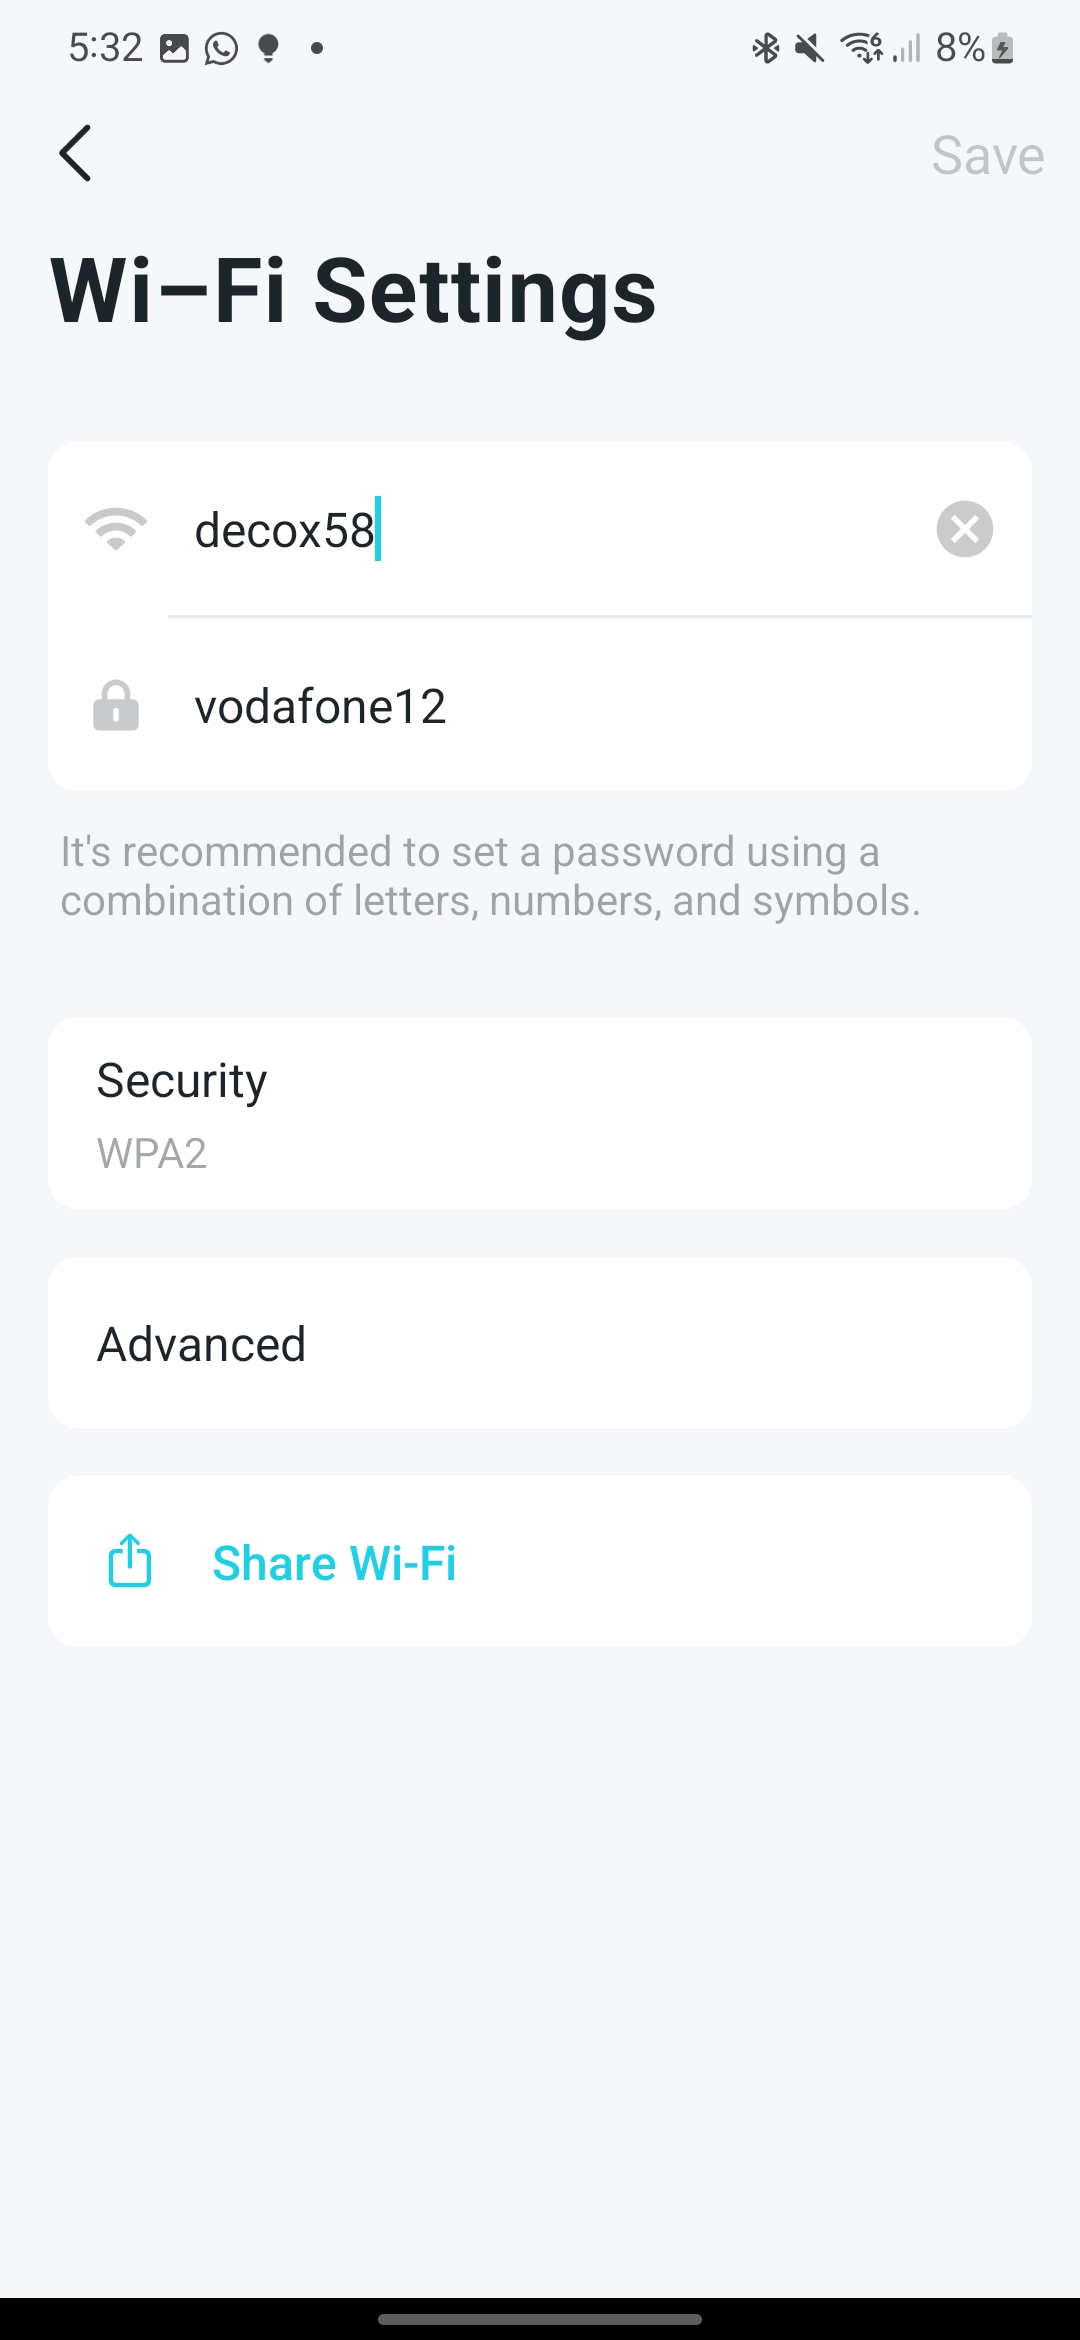 5:32 8%
Save
Wi-Fi Settings
decox58
vodafone12
It's recommended to set a password using a
combination of letters, numbers, and symbols.
Security
WPA2
Advanced
Share Wi-Fi